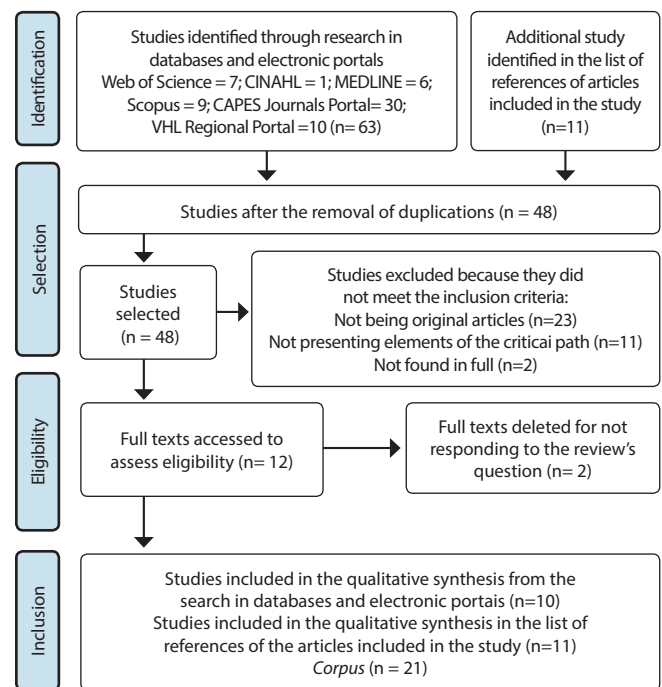 Identification
Studies identified through research in
databases and electronic portals
Web of Science = 7; CINAHL = 1; MEDLINE = 6;
Scopus = 9; CAPES Journals Portal= 30;
VHL Regional Portal =10 (n= 63)
Additional study
identified in the list of
references of articles
included in the study
(n=11)
Selection
Studies after the removal of duplications (n = 48)
Studies
selected
(n = 48)
Studies excluded because they did
not meet the inclusion criteria:
Not being original articles (n=23)
Not presenting elements of the criticai path (n=11)
Not found in full (n=2)
Eligibility
Full texts accessed to
assess eligibility (n= 12)
Full texts deleted for not
responding to the review's
question (n= 2)
Inclusion
Studies included in the qualitative synthesis from the
search in databases and electronic portais (n=10)
Studies included in the qualitative synthesis in the list of
references of the articles included in the study (n=11)
Corpus (n = 21)